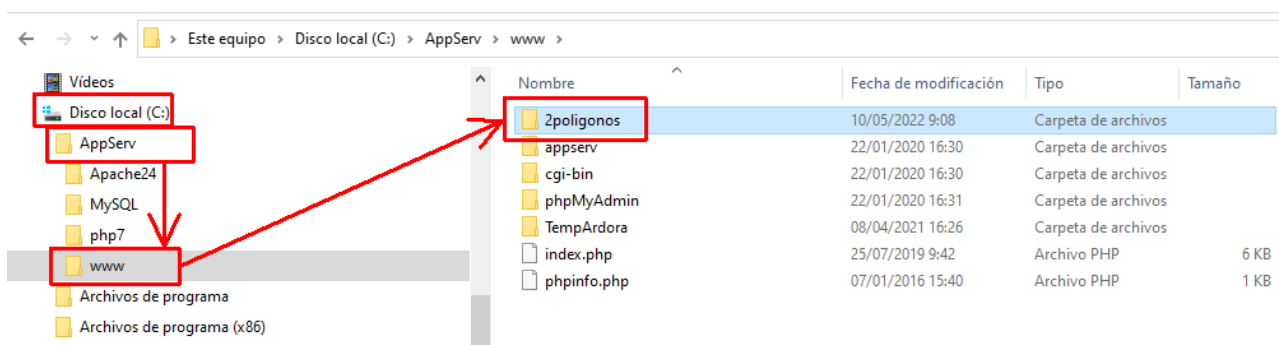 Este equipo > Disco local (C:) > AppServ > www >
Vídeos
Disco local (C:)
AppServ
Apache24
MySQL
php7
www
Archivos de programa
Archivos de programa (x86)
Nombre Fecha de modificación Tipo Tamaño
2poligonos 10/05/2022 9:08 Carpeta de archivos
appserv 22/01/2020 16:30 Carpeta de archivos
cgi-bin 22/01/2020 16:30 Carpeta de archivos
phpMyAdmin 22/01/2020 16:31 Carpeta de archivos
TempArdora 08/04/2021 16:26 Carpeta de archivos
index.php 25/07/2019 9:42 Archivo PHP 6 KB
phpinfo.php 07/01/2016 15:40 Archivo PHP 1 KB